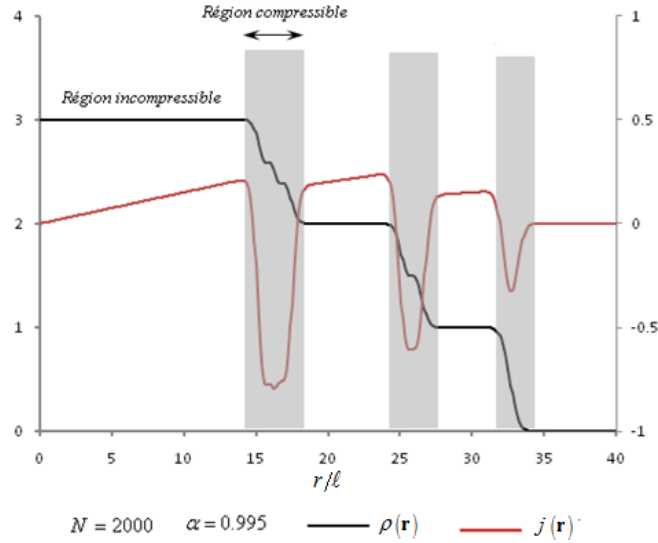 Région compressible
Région incompressible
4
3
2
1
0
1
0.5
0
-0.5
-1
0 5 10 15 20 25 30 35 40
r/ℓ
N = 2000 α = 0.995 ρ(r) j(r)